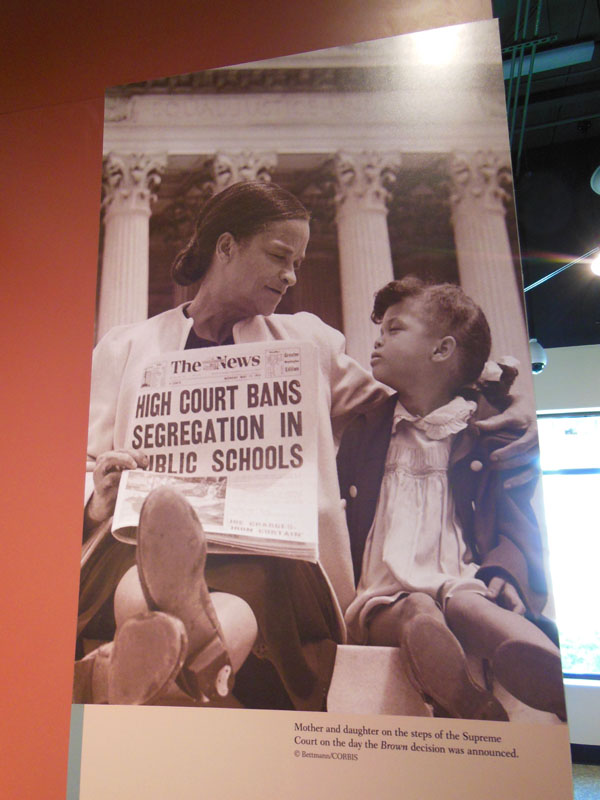 The News
HIGH COURT BANS
SEGREGATION IN
PUBLIC SCHOOLS
Mother and daughter on the steps of the Supreme
Court on the day the Brown decision was announced.
© Bettmann/CORBIS